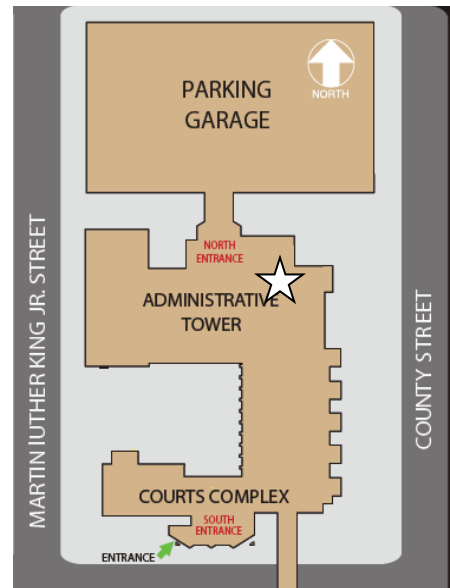 PARKING
GARAGE
NORTH
NORTH
ENTRANCE
ADMINISTRATIVE
TOWER
MARTIN LUTHER KING JR. STREET
COUNTY STREET
COURTS COMPLEX
SOUTH
ENTRANCE
ENTRANCE